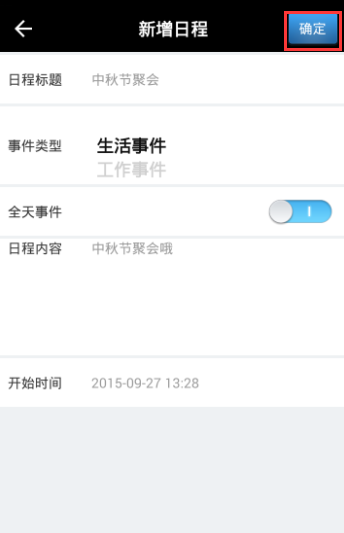 新增日程
确定
日程标题 中秋节聚会
事件类型 生活事件
工作事件
全天事件
日程内容 中秋节聚会哦
开始时间 2015-09-27 13:28